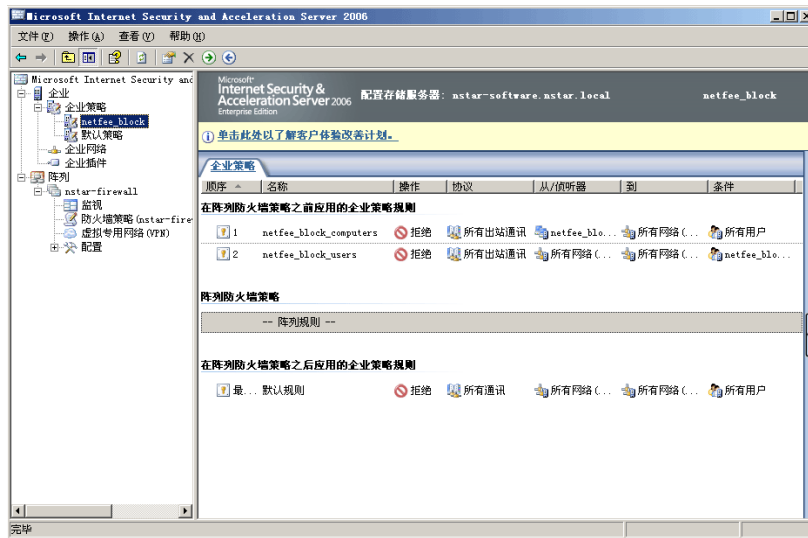 Microsoft Internet Security and Acceleration Server 2006
文件(F) 操作(A) 查看(V) 帮助(H)
Microsoft Internet Security and
企业
企业策略
netfee_block
默认策略
企业网络
企业插件
阵列
nstar-firewall
监视
防火墙策略(nstar-fire
虚拟专用网络(VPN)
配置
Microsoft
Internet Security &
Acceleration Server 2006
Enterprise Edition
配置存储服务器: nstar-software.nstar.local netfee_block
单击此处以了解客户体验改善计划。
企业策略
顺序 名称 操作 协议 从/侦听器 到 条件
在阵列防火墙策略之前应用的企业策略规则
1 netfee_block_computers 拒绝 所有出站通讯 netfee_blo... 所有网络(... 所有用户
2 netfee_block_users 拒绝 所有出站通讯 所有网络(... 所有网络(... netfee_blo...
阵列防火墙策略
-- 阵列规则 --
在阵列防火墙策略之后应用的企业策略规则
最... 默认规则 拒绝 所有通讯 所有网络(... 所有网络(... 所有用户
完毕